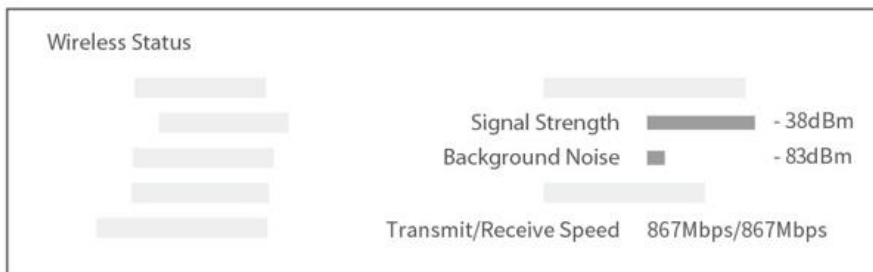 Wireless Status
Signal Strength - 38dBm
Background Noise - 83dBm
Transmit/Receive Speed 867Mbps/867Mbps